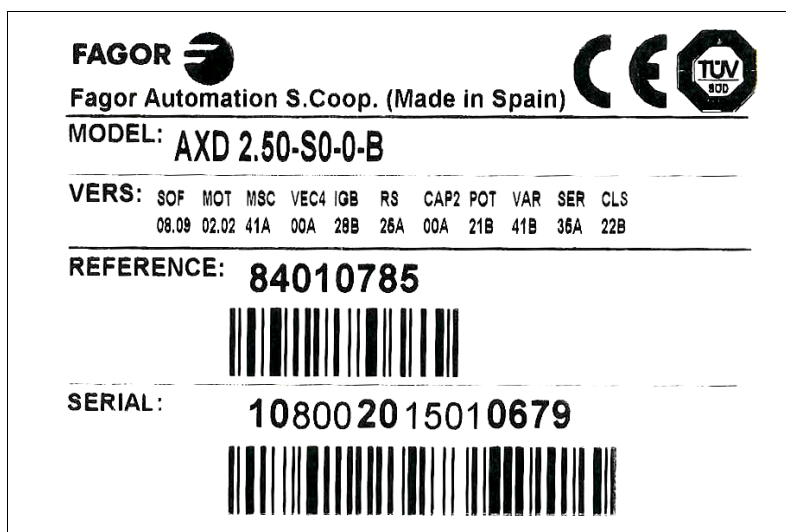 FAGOR
Fagor Automation S.Coop. (Made in Spain)
CE
TÜV
SÜD
MODEL: AXD 2.50-S0-0-B
VERS: SOF MOT MSC VEC4 IGB RS CAP2 POT VAR SER CLS
08.09 02.02 41A 00A 28B 26A 00A 21B 41B 36A 22B
REFERENCE: 84010785
SERIAL: 108002015010679